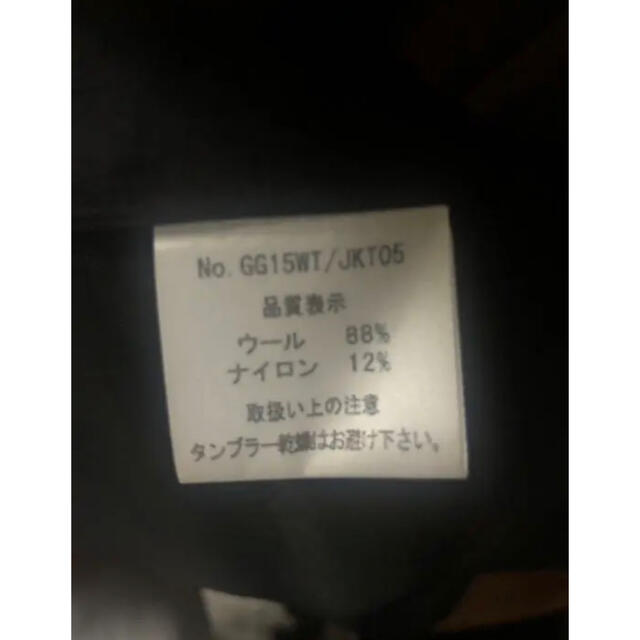 No. GG15WT/JKT05
品質表示
ウール 88%
ナイロン 12%
取扱い上の注意
タンブラー乾燥はお避け下さい。